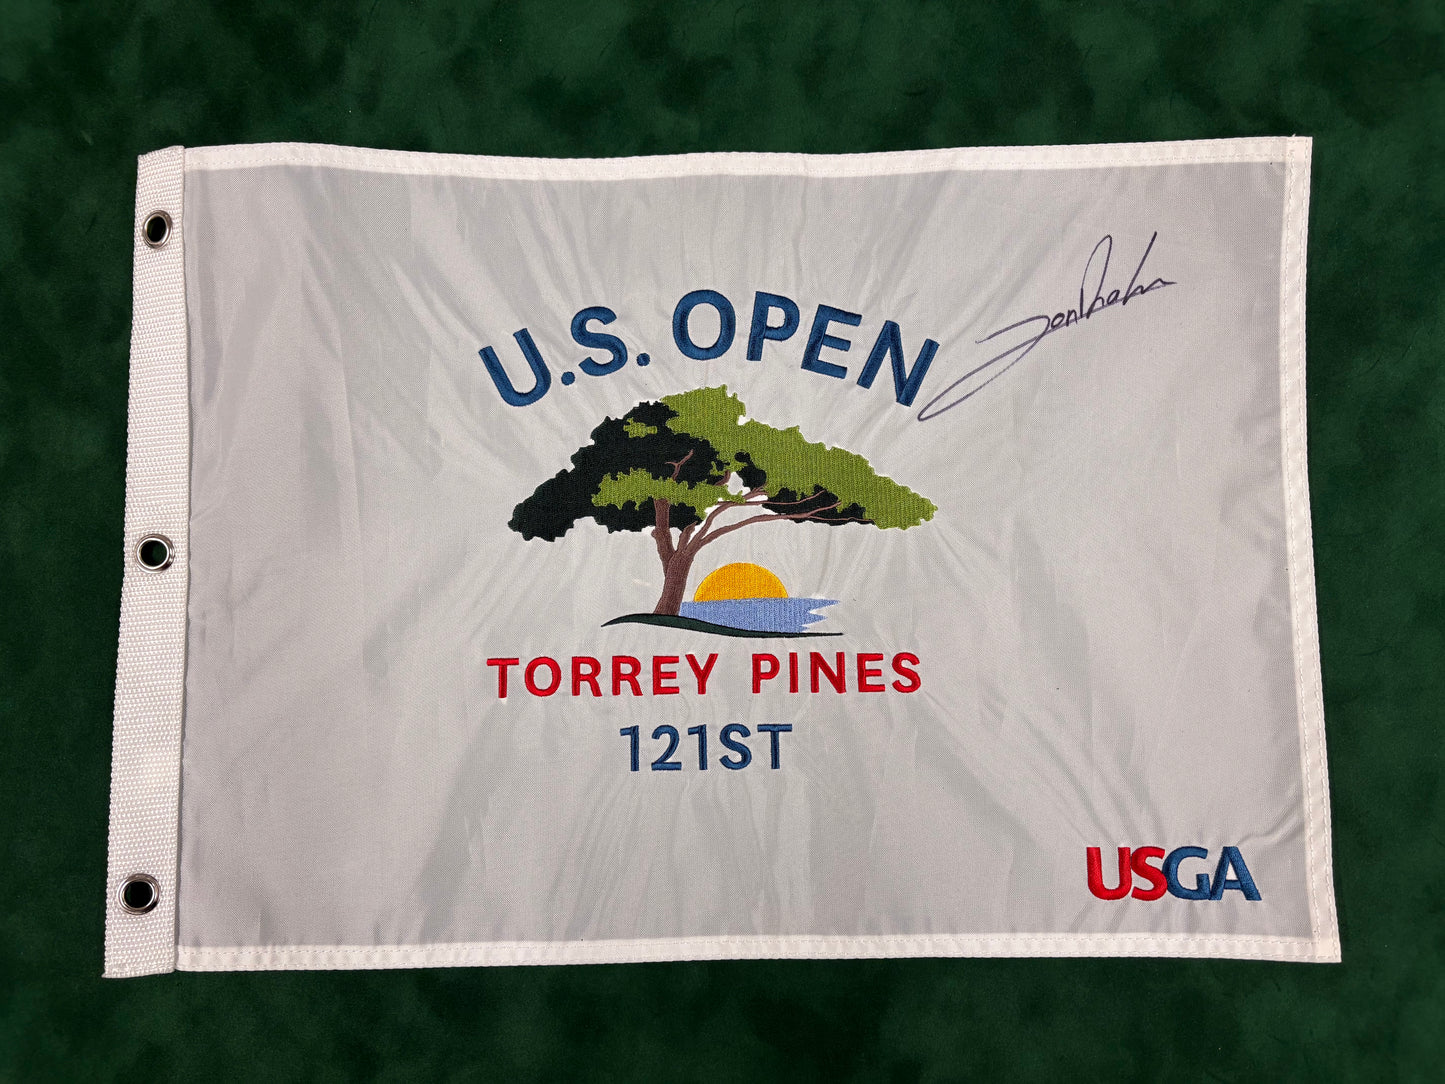 U.S. OPEN
TORREY PINES
121ST
USGA